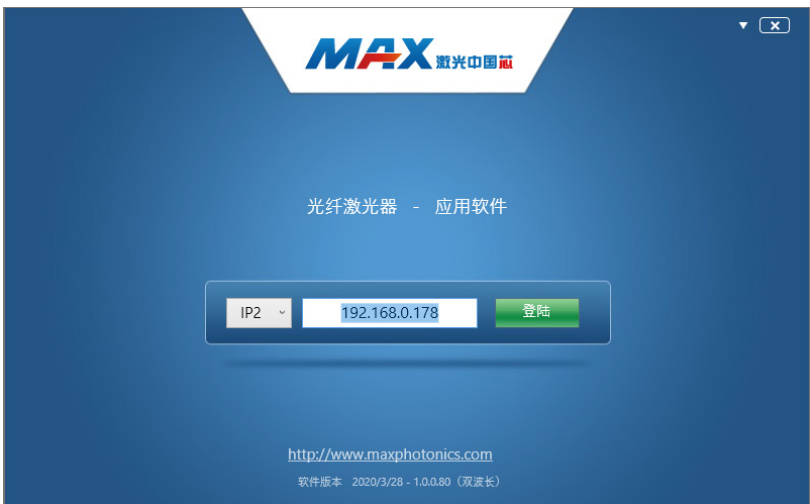 MAX 激光中国芯
光纤激光器 - 应用软件
IP2 192.168.0.178 登陆
http://www.maxphotonics.com
软件版本 2020/3/28 - 1.0.0.80（双波长）